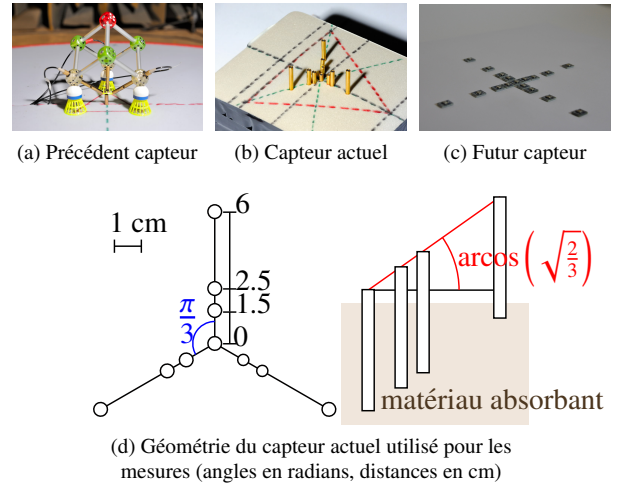 (a) Précédent capteur
(b) Capteur actuel
(c) Futur capteur
1 cm
6
2.5
1.5
0
π/3
arcos(√(2/3))
matériau absorbant
(d) Géométrie du capteur actuel utilisé pour les
mesures (angles en radians, distances en cm)